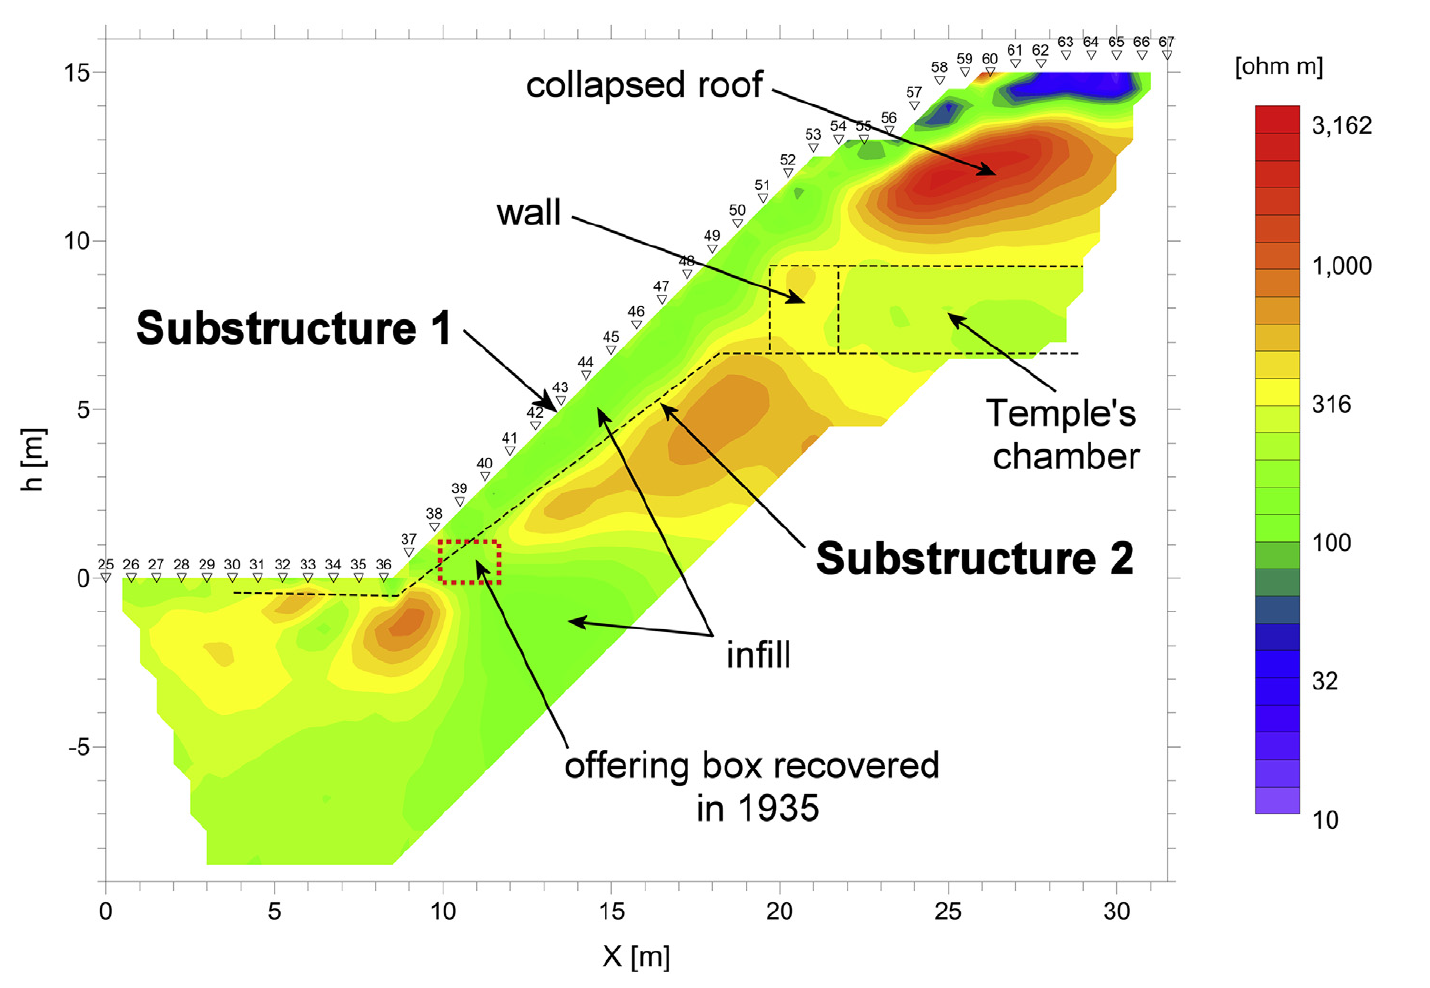 61 62 63 64 65 66 67
58 59 60
15
[ohm m]
collapsed roof
57
3,162
56
53 54 55
52
51
wall
50
49
10
48
1,000
47
Substructure 1
46
45
44
43
316
42
5
Temple's
chamber
41
40
39
38
37
100
Substructure 2
h [m]
25 26 27 28 29 30 31 32 33 34 35 36
0
infill
32
-5
offering box recovered
in 1935
10
0 5 10 15 20 25 30
X [m]